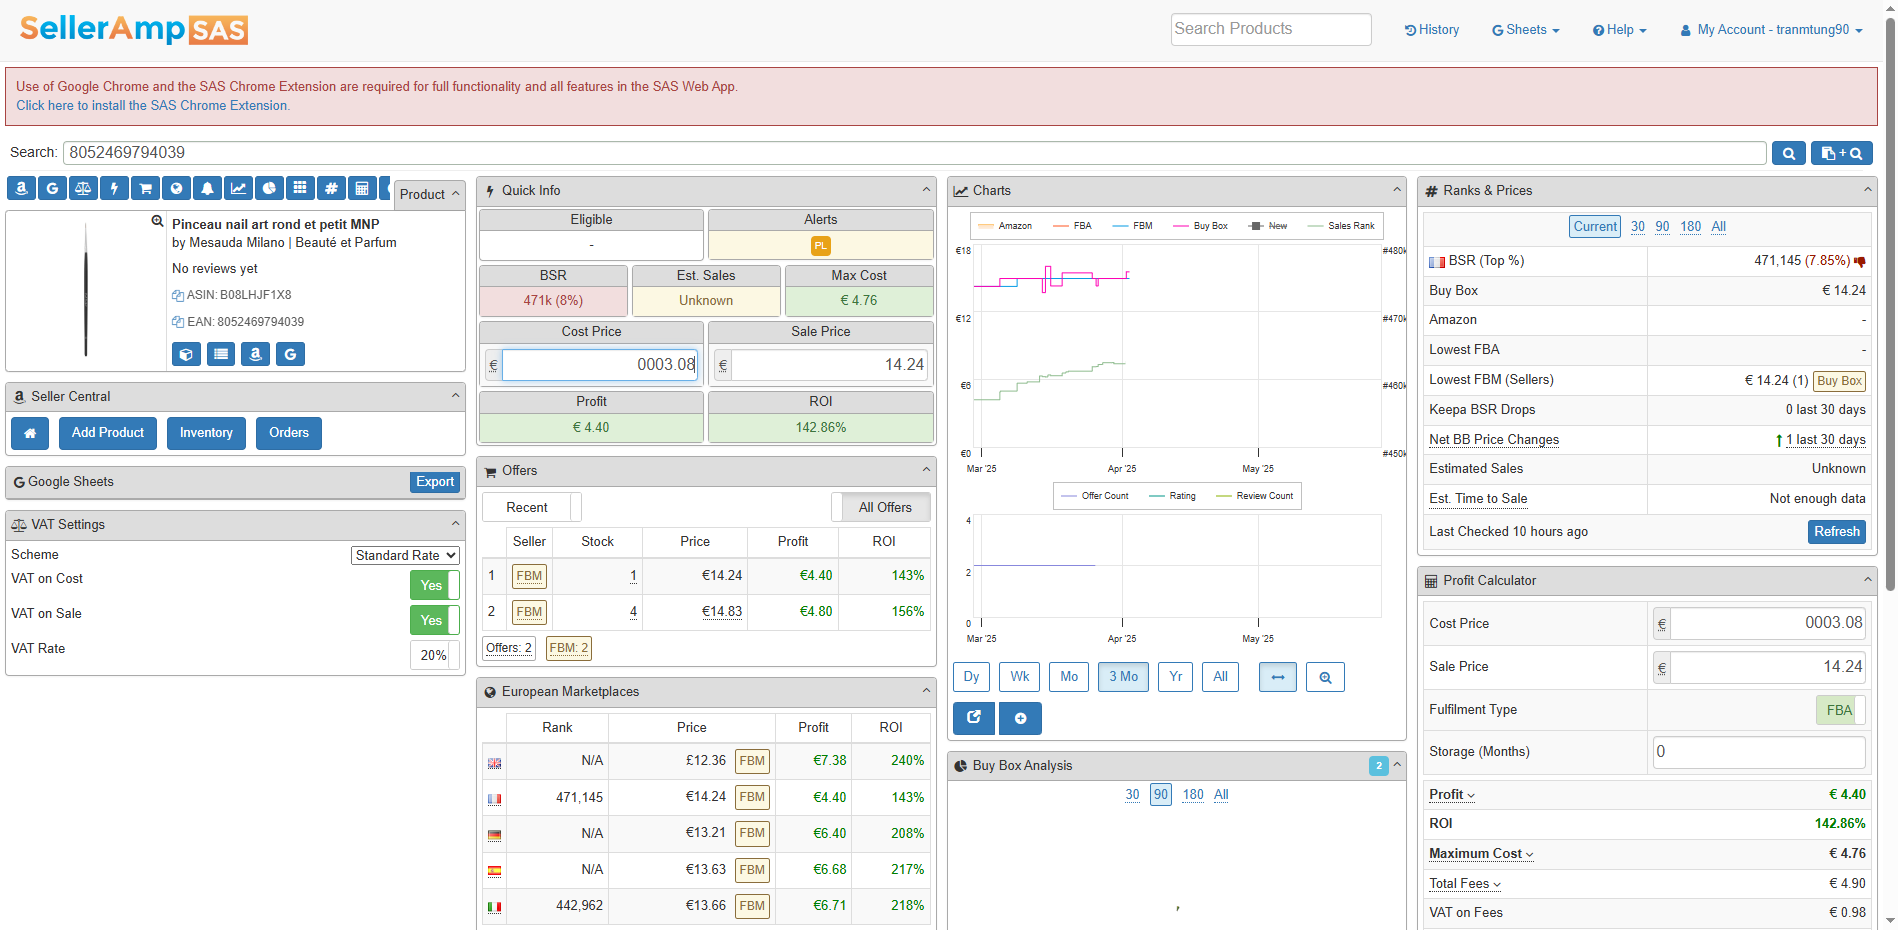 SellerAmp SAS
Search Products
History
Sheets
Help
My Account - tranmtung90
Use of Google Chrome and the SAS Chrome Extension are required for full functionality and all features in the SAS Web App.
Click here to install the SAS Chrome Extension.
Search: 8052469794039
Product
Pinceau nail art rond et petit MNP
by Mesauda Milano | Beauté et Parfum
No reviews yet
ASIN: B08LHJF1X8
EAN: 8052469794039
Seller Central
Add Product Inventory Orders
Google Sheets Export
VAT Settings
Scheme Standard Rate
VAT on Cost Yes
VAT on Sale Yes
VAT Rate 20%
Quick Info
Eligible Alerts
- PL
BSR Est. Sales Max Cost
471k (8%) Unknown € 4.76
Cost Price Sale Price
€ 0003.08 € 14.24
Profit ROI
€ 4.40 142.86%
Offers
Recent All Offers
Seller Stock Price Profit ROI
1 FBM 1 €14.24 €4.40 143%
2 FBM 4 €14.83 €4.80 156%
Offers: 2 FBM: 2
European Marketplaces
Rank Price Profit ROI
N/A £12.36 FBM €7.38 240%
471,145 €14.24 FBM €4.40 143%
N/A €13.21 FBM €6.40 208%
N/A €13.63 FBM €6.68 217%
442,962 €13.66 FBM €6.71 218%
Charts
Amazon FBA FBM Buy Box New Sales Rank
€18 #480k
€12 #470k
€6 #460k
€0 #450k
Mar '25 Apr '25 May '25
Offer Count Rating Review Count
4
2
0
Mar '25 Apr '25 May '25
Dy Wk Mo 3 Mo Yr All
Buy Box Analysis 2
30 90 180 All
Ranks & Prices
Current 30 90 180 All
BSR (Top %) 471,145 (7.85%)
Buy Box € 14.24
Amazon -
Lowest FBA -
Lowest FBM (Sellers) € 14.24 (1) Buy Box
Keepa BSR Drops 0 last 30 days
Net BB Price Changes 1 last 30 days
Estimated Sales Unknown
Est. Time to Sale Not enough data
Last Checked 10 hours ago Refresh
Profit Calculator
Cost Price € 0003.08
Sale Price € 14.24
Fulfilment Type FBA
Storage (Months) 0
Profit € 4.40
ROI 142.86%
Maximum Cost € 4.76
Total Fees € 4.90
VAT on Fees € 0.98